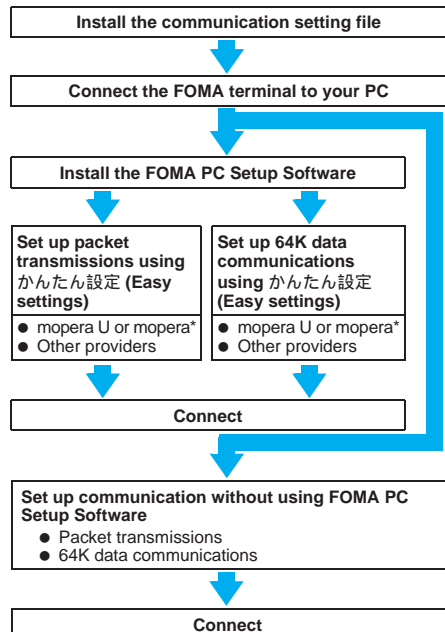 Install the communication setting file
Connect the FOMA terminal to your PC
Install the FOMA PC Setup Software
Set up packet
transmissions using
かんたん設定 (Easy
settings)
● mopera U or mopera*
● Other providers
Set up 64K data
communications
using かんたん設定
(Easy settings)
● mopera U or mopera*
● Other providers
Connect
Set up communication without using FOMA PC
Setup Software
● Packet transmissions
● 64K data communications
Connect